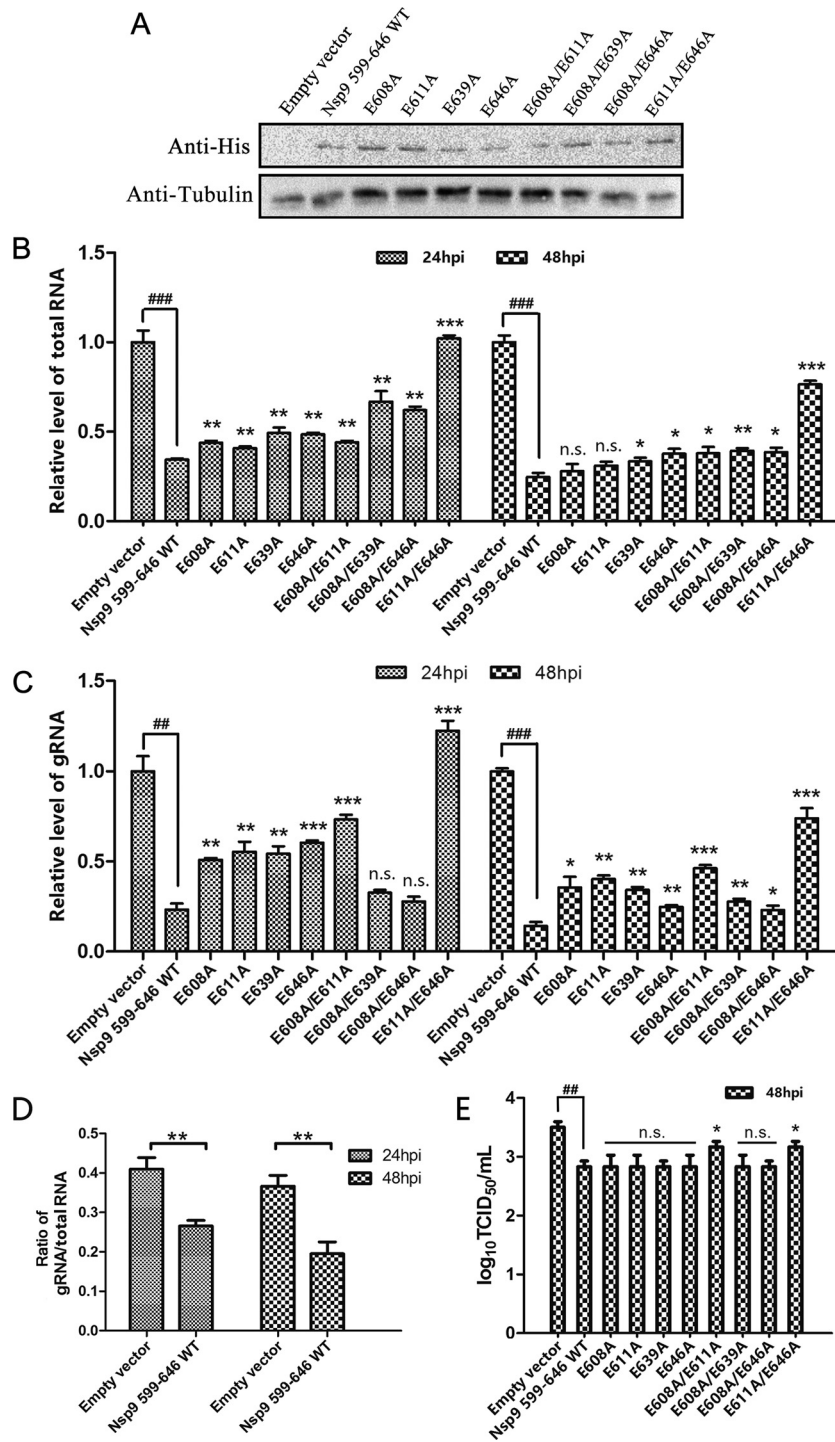 A
Empty vector
Nsp9 599-646 WT
E608A
E611A
E639A
E646A
E608A/E611A
E608A/E639A
E608A/E646A
E611A/E646A
Anti-His
Anti-Tubulin
B
24hpi 48hpi
Relative level of total RNA
1.5
1.0
0.5
0.0
###
** ** ** ** ** ** ** ***
###
n.s. n.s. * * * ** * ***
Empty vector
Nsp9 599-646 WT
E608A
E611A
E639A
E646A
E608A/E611A
E608A/E639A
E608A/E646A
E611A/E646A
Empty vector
Nsp9 599-646 WT
E608A
E611A
E639A
E646A
E608A/E611A
E608A/E639A
E608A/E646A
E611A/E646A
C
24hpi 48hpi
Relative level of gRNA
1.5
1.0
0.5
0.0
##
** ** ** *** *** n.s. n.s. ***
###
* ** ** ** *** ** * ***
Empty vector
Nsp9 599-646 WT
E608A
E611A
E639A
E646A
E608A/E611A
E608A/E639A
E608A/E646A
E611A/E646A
Empty vector
Nsp9 599-646 WT
E608A
E611A
E639A
E646A
E608A/E611A
E608A/E639A
E608A/E646A
E611A/E646A
D
Ratio of
gRNA/total RNA
0.5
0.4
0.3
0.2
0.1
0.0
** **
24hpi
48hpi
Empty vector
Nsp9 599-646 WT
Empty vector
Nsp9 599-646 WT
E
48hpi
log10TCID50/mL
4
3
2
1
0
##
n.s. * n.s. *
Empty vector
Nsp9 599-646 WT
E608A
E611A
E639A
E646A
E608A/E611A
E608A/E639A
E608A/E646A
E611A/E646A